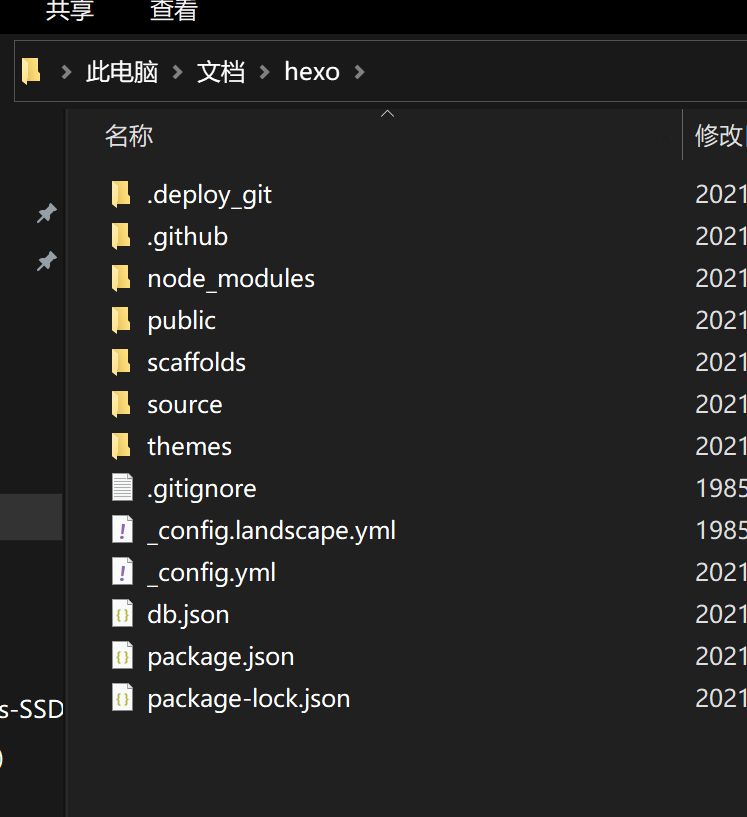 共享 查看
此电脑 文档 hexo
名称 修改
.deploy_git 2021
.github 2021
node_modules 2021
public 2021
scaffolds 2021
source 2021
themes 2021
.gitignore 1985
_config.landscape.yml 1985
_config.yml 2021
db.json 2021
package.json 2021
package-lock.json 2021
s-SSD
)